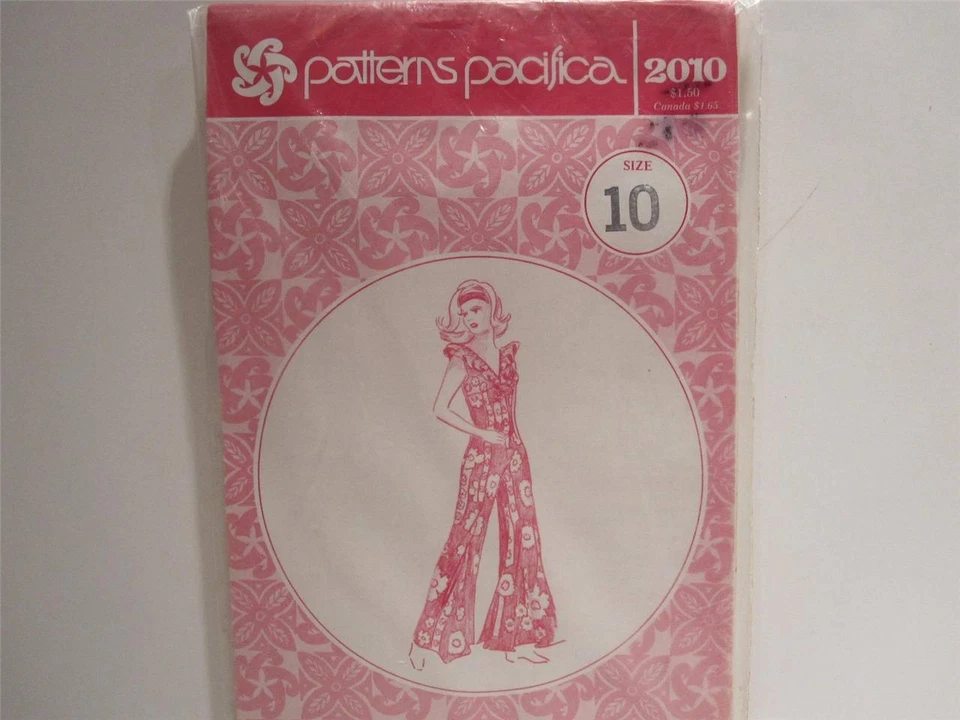 patterns pacifica
2010
$1.50
Canada $1.65
SIZE
10